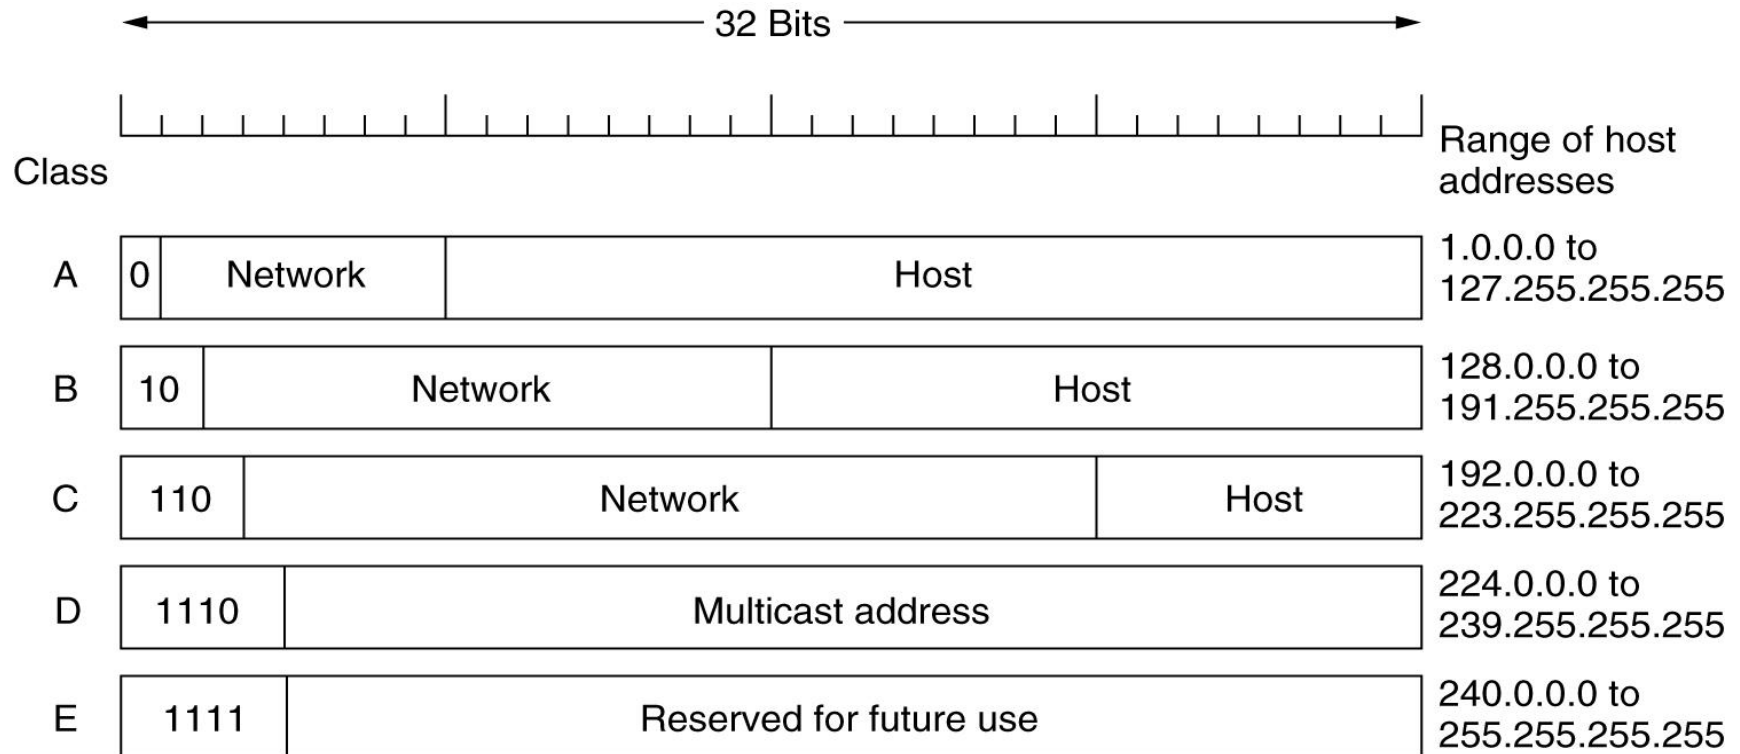 32 Bits
Range of host
addresses
Class
A 0 Network Host 1.0.0.0 to
127.255.255.255
B 10 Network Host 128.0.0.0 to
191.255.255.255
C 110 Network Host 192.0.0.0 to
223.255.255.255
D 1110 Multicast address 224.0.0.0 to
239.255.255.255
E 1111 Reserved for future use 240.0.0.0 to
255.255.255.255